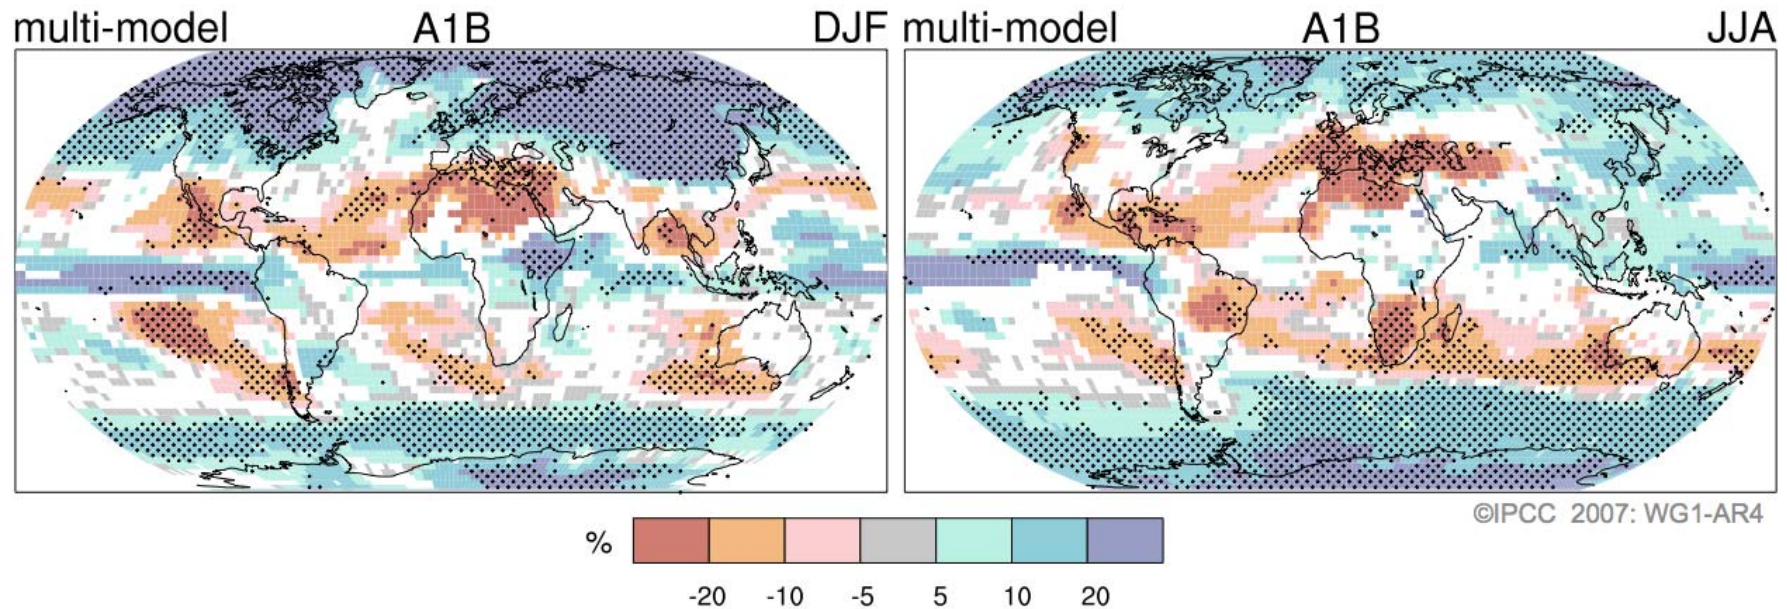 multi-model A1B DJF
multi-model A1B JJA
©IPCC 2007: WG1-AR4
%
-20 -10 -5 5 10 20